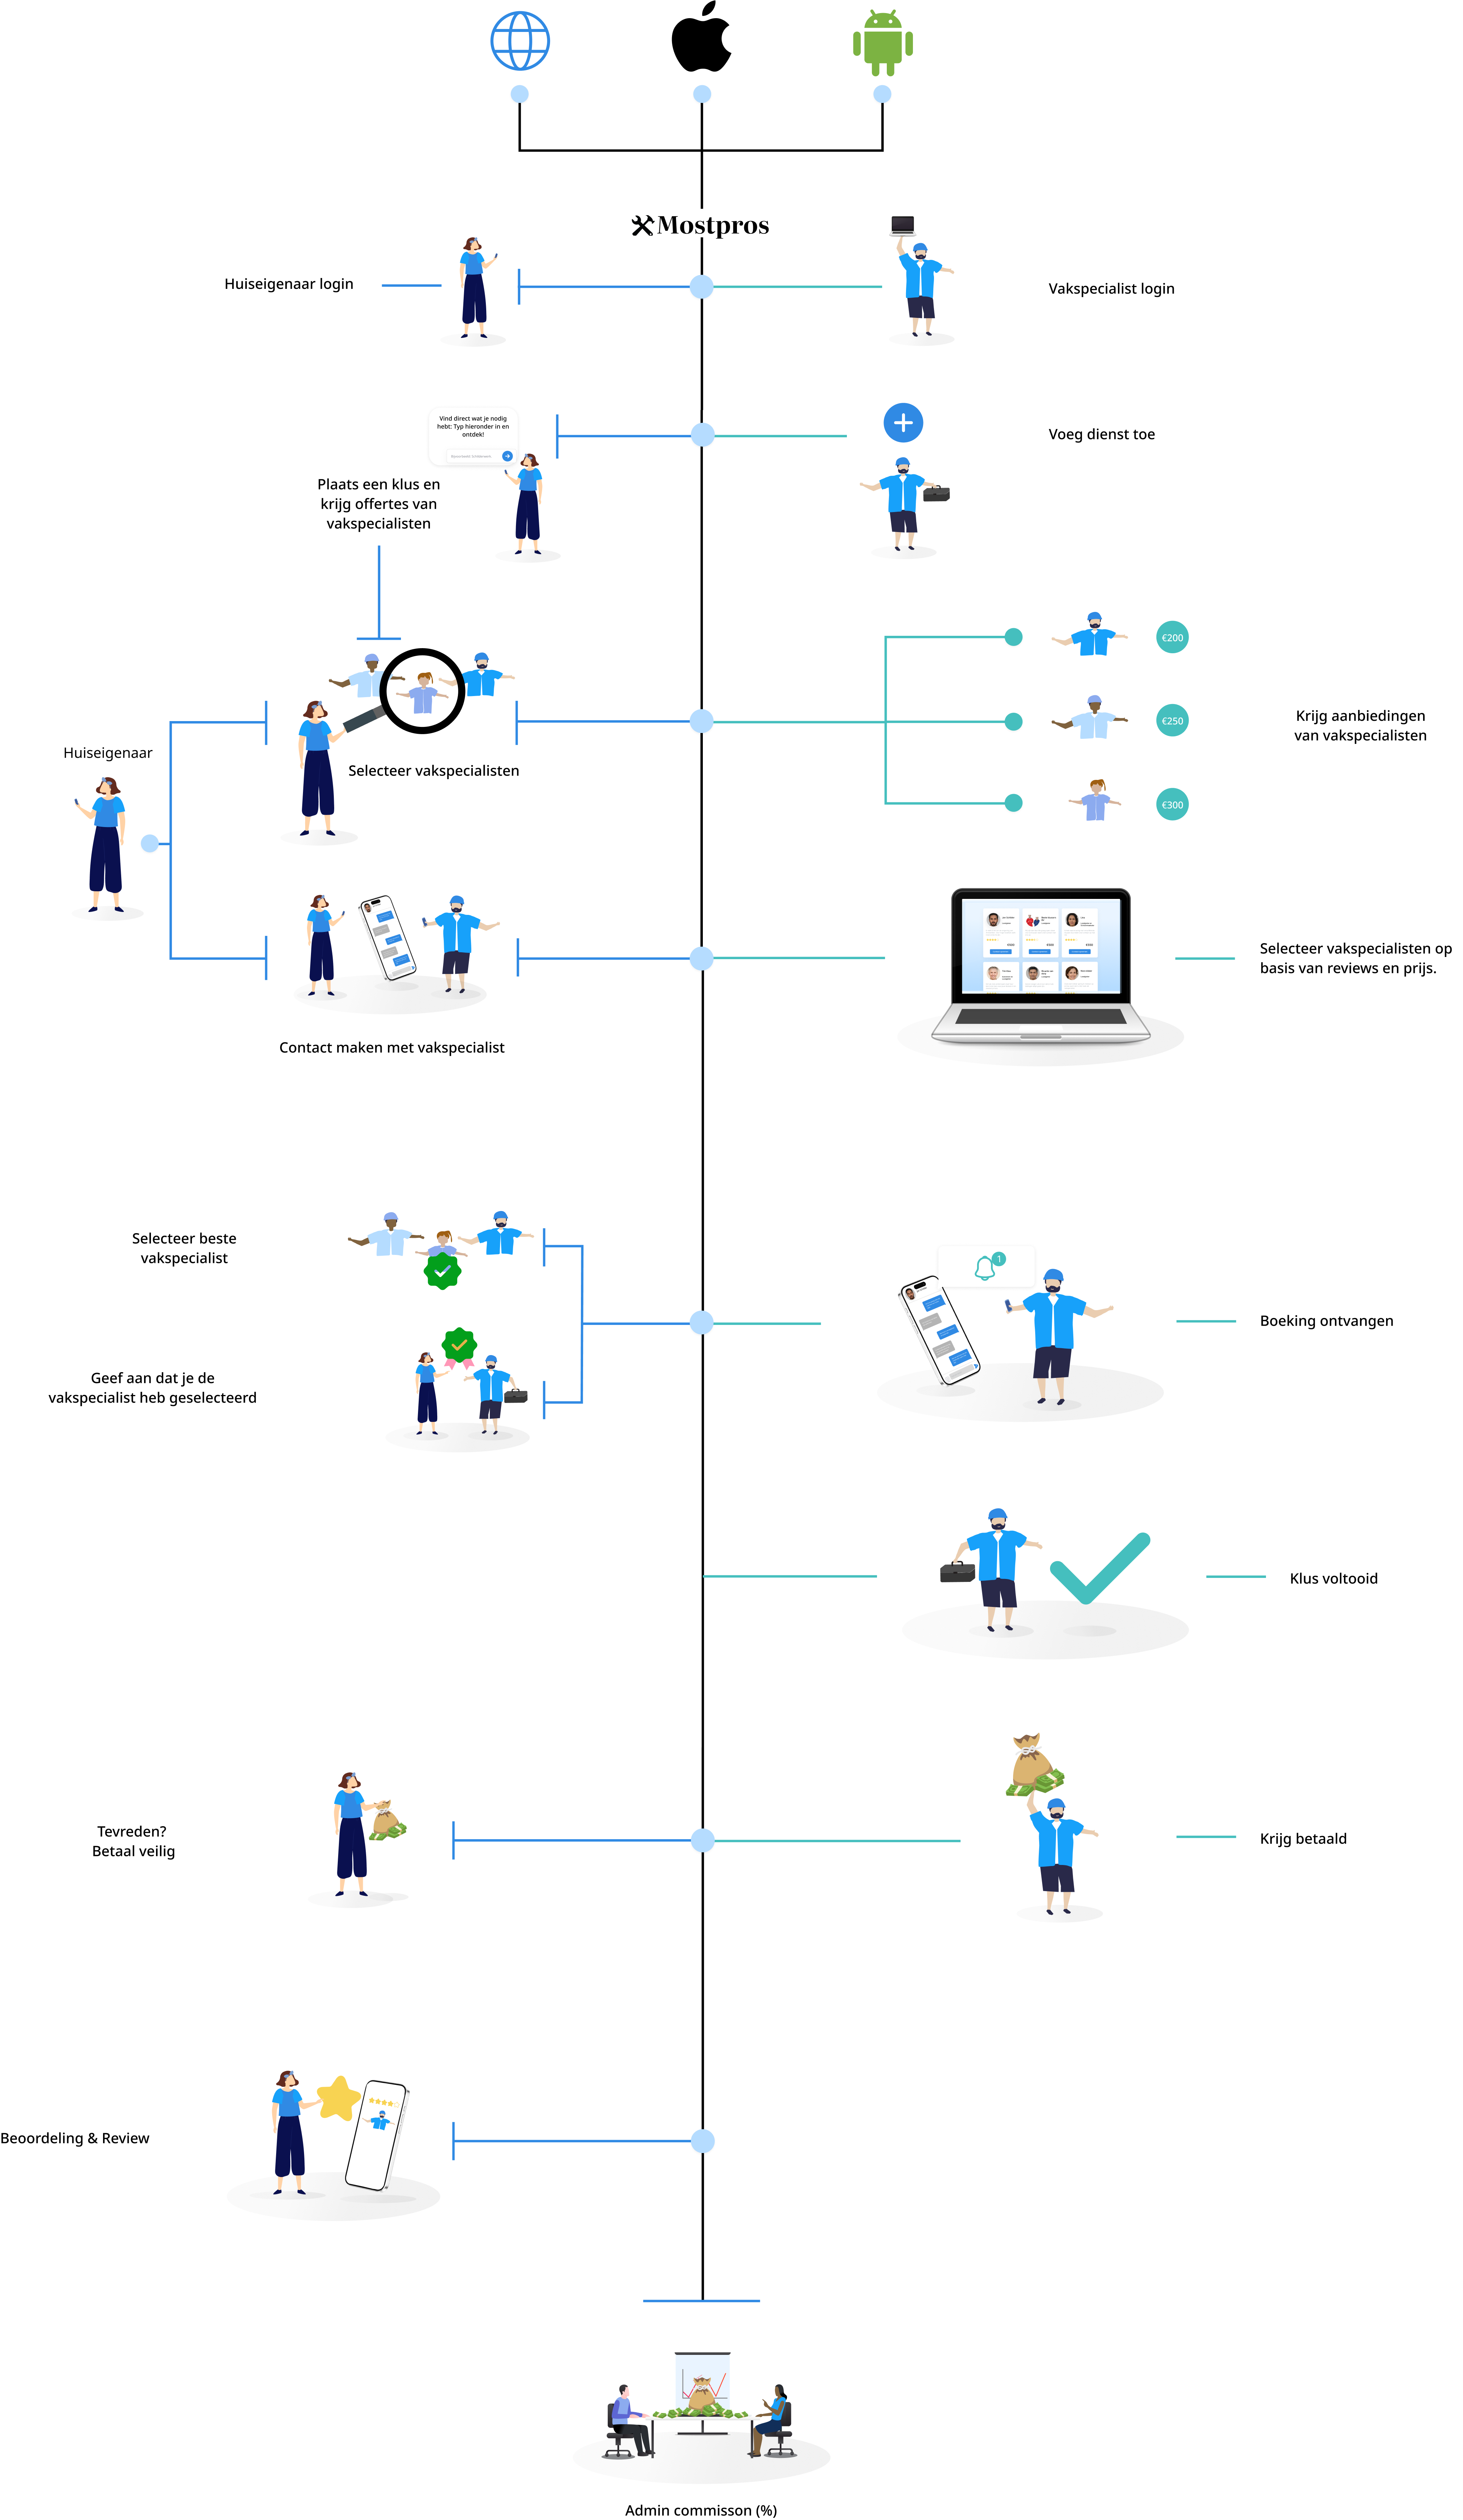 Mostpros
Huiseigenaar login
Vakspecialist login
Vind direct wat je nodig
hebt: Typ hieronder in en
ontdek!
Voeg dienst toe
Plaats een klus en
krijg offertes van
vakspecialisten
€200
€250
€300
Krijg aanbiedingen
van vakspecialisten
Huiseigenaar
Selecteer vakspecialisten
Selecteer vakspecialisten op
basis van reviews en prijs.
Contact maken met vakspecialist
Selecteer beste
vakspecialist
1
Boeking ontvangen
Geef aan dat je de
vakspecialist heb geselecteerd
Klus voltooid
Tevreden?
Betaal veilig
Krijg betaald
Beoordeling & Review
Admin commisson (%)